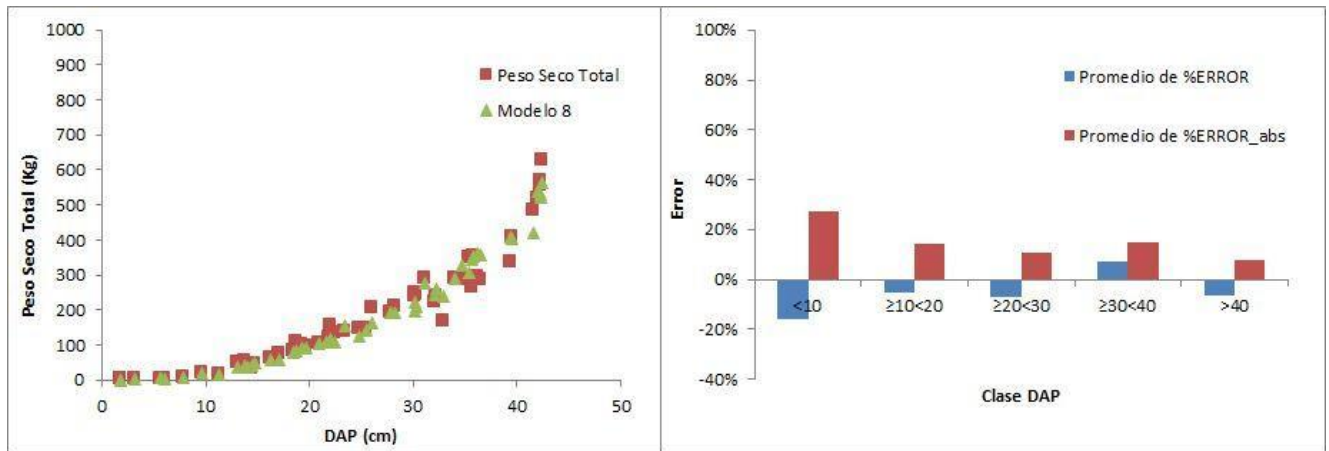 1000
900
800
700
600
500
400
300
200
100
0
Peso Seco Total (Kg)
Peso Seco Total
Modelo 8
0 10 20 30 40 50
DAP (cm)
100%
80%
60%
40%
20%
0%
-20%
-40%
Error
Promedio de %ERROR
Promedio de %ERROR_abs
<10 ≥10<20 ≥20<30 ≥30<40 >40
Clase DAP